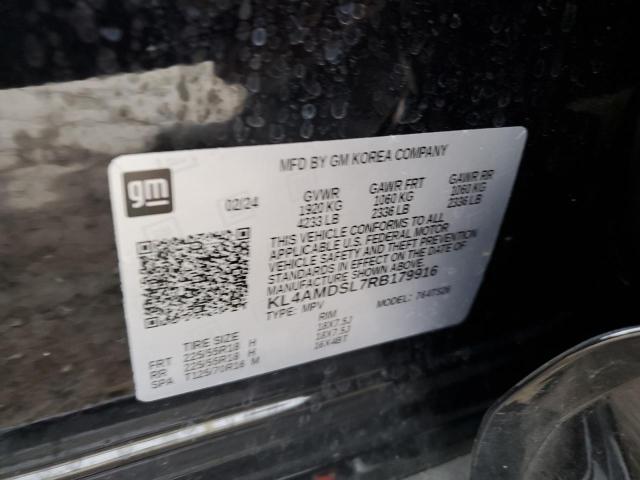 gm
MFD BY GM KOREA COMPANY
02/24
GVWR GAWR FRT GAWR RR
1920 KG 1060 KG 1060 KG
4233 LB 2336 LB 2336 LB
THIS VEHICLE CONFORMS TO ALL
APPLICABLE U.S. FEDERAL MOTOR
VEHICLE SAFETY AND THEFT PREVENTION
STANDARDS IN EFFECT ON THE DATE OF
MANUFACTURE SHOWN ABOVE.
KL4AMDSL7RB179916
TYPE: MPV MODEL:
TIRE SIZE RIM
FRT 225/55R18 H 18X7.5J
RR 225/55R18 H 18X7.5J
SPA T125/70R16 M 16X4BT